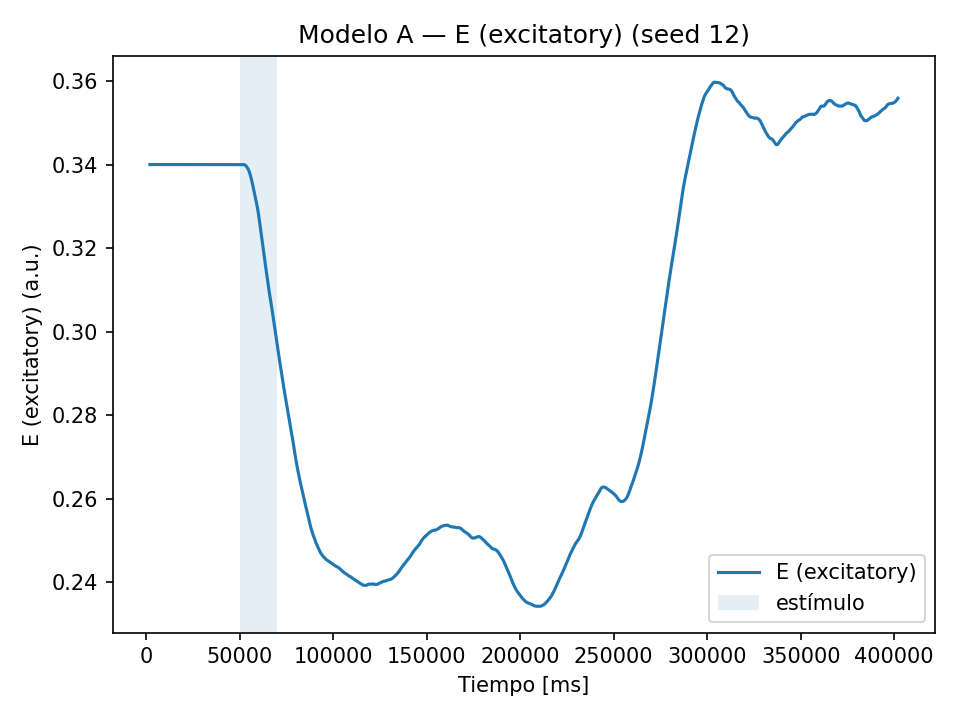 Modelo A — E (excitatory) (seed 12)
E (excitatory) (a.u.)
0.36
0.34
0.32
0.30
0.28
0.26
0.24
E (excitatory)
estímulo
0 50000 100000 150000 200000 250000 300000 350000 400000
Tiempo [ms]